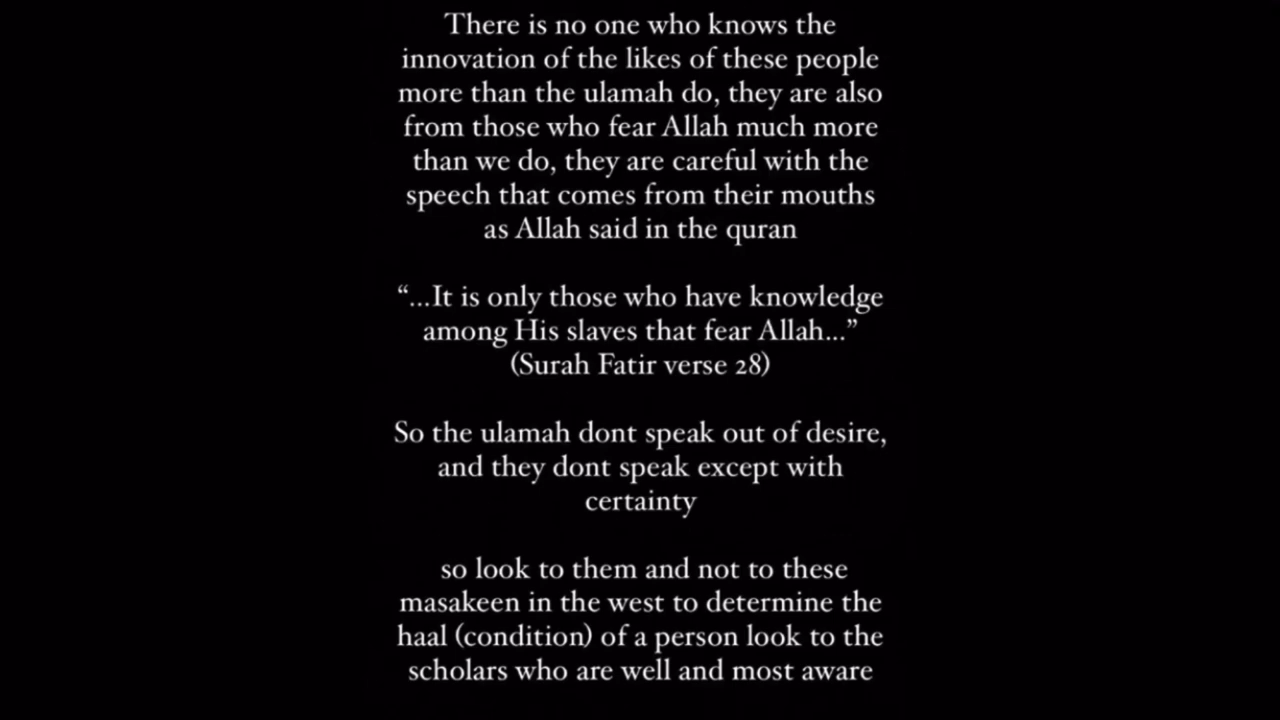 There is no one who knows the
innovation of the likes of these people
more than the ulamah do, they are also
from those who fear Allah much more
than we do, they are careful with the
speech that comes from their mouths
as Allah said in the quran
“...It is only those who have knowledge
among His slaves that fear Allah...”
(Surah Fatir verse 28)
So the ulamah dont speak out of desire,
and they dont speak except with
certainty
so look to them and not to these
masakeen in the west to determine the
haal (condition) of a person look to the
scholars who are well and most aware